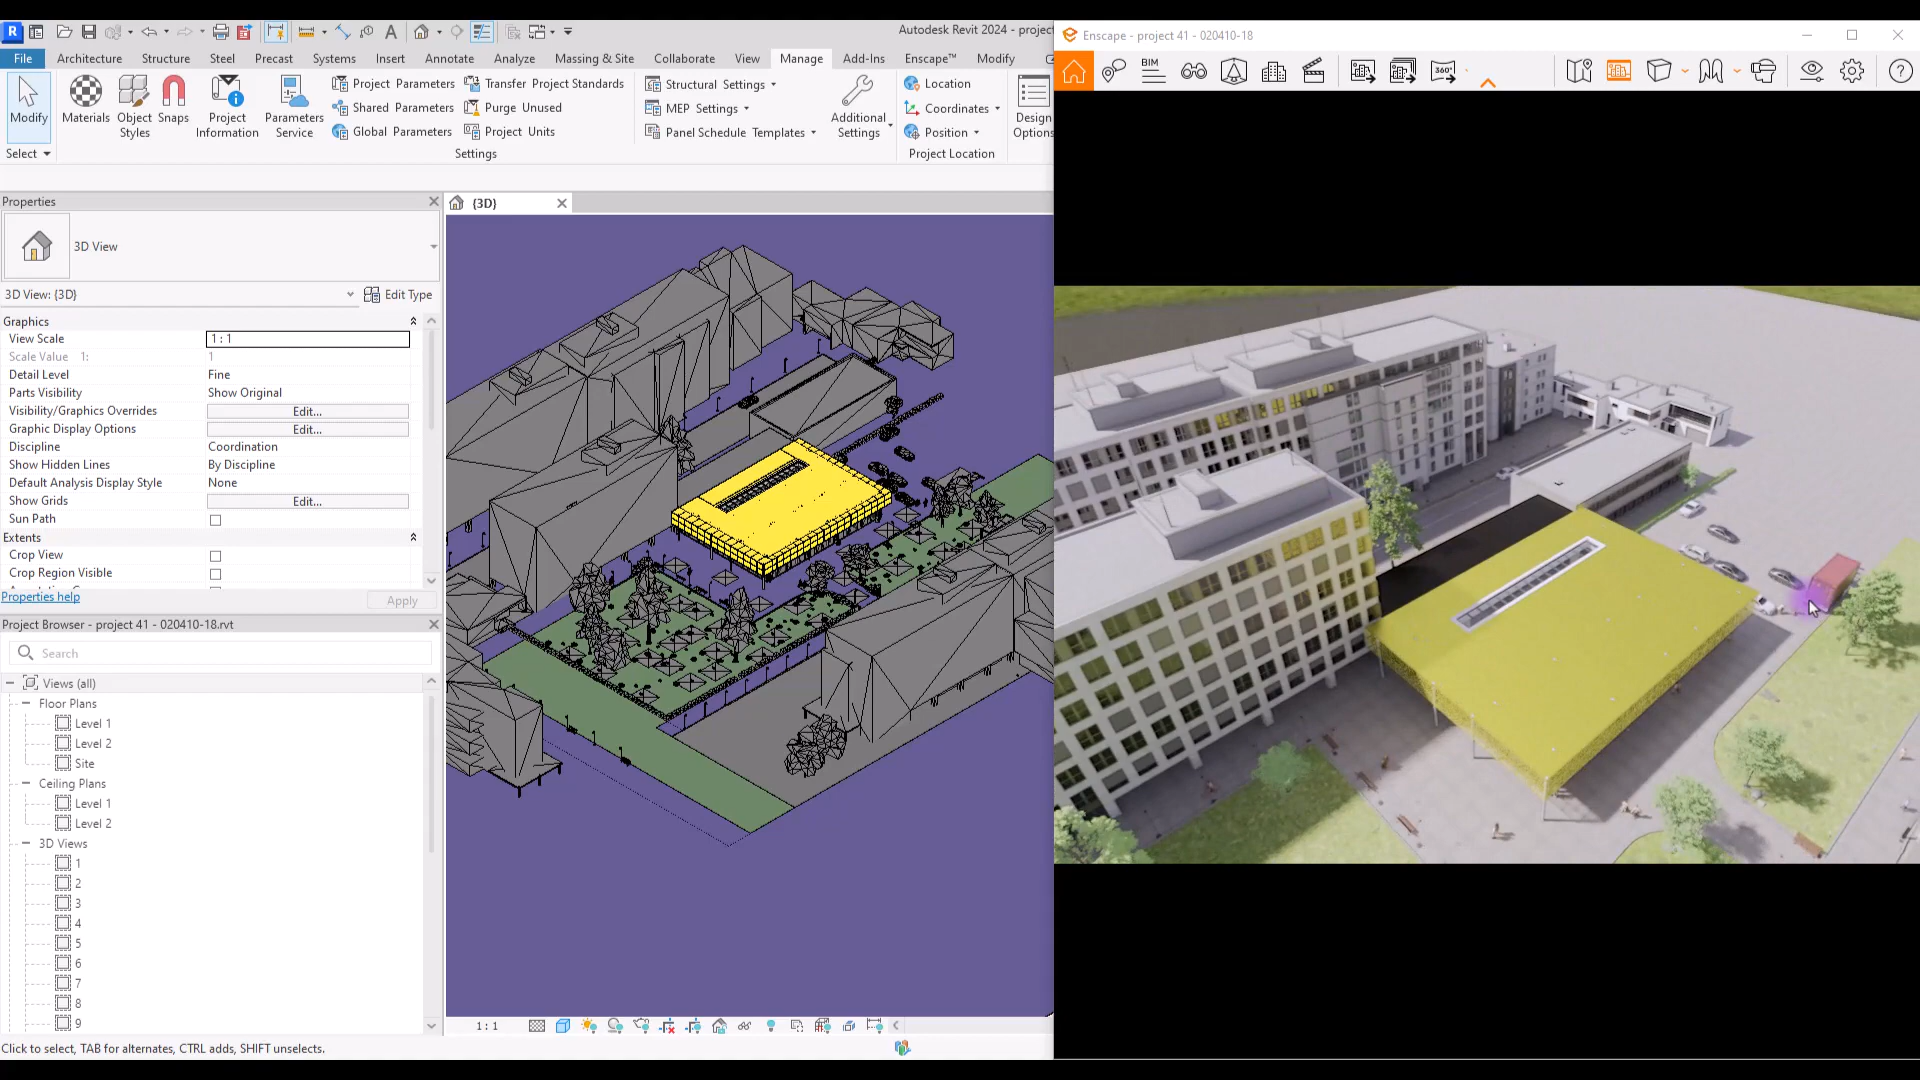 R
A
Autodesk Revit 2024 - projec
Enscape - project 41 - 020410-18
File
Architecture
Structure
Steel
Precast
Systems
Insert
Annotate
Analyze
Massing & Site
Collaborate
View
Manage
Add-Ins
Enscape™
Modify
BIM
360°
?
Modify
Materials
Object
Styles
Snaps
Project
Information
Parameters
Service
Project Parameters
Shared Parameters
Global Parameters
Transfer Project Standards
Purge Unused
Project Units
Structural Settings
MEP Settings
Panel Schedule Templates
Additional
Settings
Location
Coordinates
Position
Design
Options
Select
Settings
Project Location
Properties
{3D}
3D View
3D View: {3D}
Edit Type
Graphics
View Scale
1 : 1
Scale Value 1:
1
Detail Level
Fine
Parts Visibility
Show Original
Visibility/Graphics Overrides
Edit...
Graphic Display Options
Edit...
Discipline
Coordination
Show Hidden Lines
By Discipline
Default Analysis Display Style
None
Show Grids
Edit...
Sun Path
Extents
Crop View
Crop Region Visible
Properties help
Apply
Project Browser - project 41 - 020410-18.rvt
Search
Views (all)
Floor Plans
Level 1
Level 2
Site
Ceiling Plans
Level 1
Level 2
3D Views
1
2
3
4
5
6
7
8
9
1 : 1
Click to select, TAB for alternates, CTRL adds, SHIFT unselects.